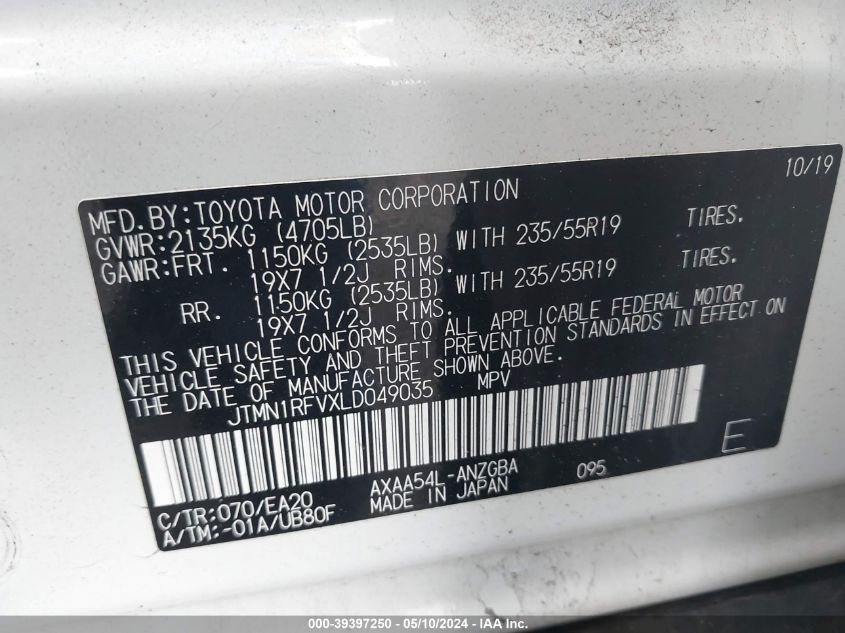 10/19
MFD.BY:TOYOTA MOTOR CORPORATION
GVWR:2135KG (4705LB)
GAWR:FRT. 1150KG (2535LB) WITH 235/55R19 TIRES.
19X7 1/2J RIMS.
RR. 1150KG (2535LB) WITH 235/55R19 TIRES.
19X7 1/2J RIMS.
THIS VEHICLE CONFORMS TO ALL APPLICABLE FEDERAL MOTOR
VEHICLE SAFETY AND THEFT PREVENTION STANDARDS IN EFFECT ON
THE DATE OF MANUFACTURE SHOWN ABOVE.
JTMN1RFVXLD049035 MPV
E
C/TR:070/EA20 AXAA54L-ANZGBA 095
A/TM:-01A/UB80F MADE IN JAPAN
000-39397250 - 05/10/2024 - IAA Inc.